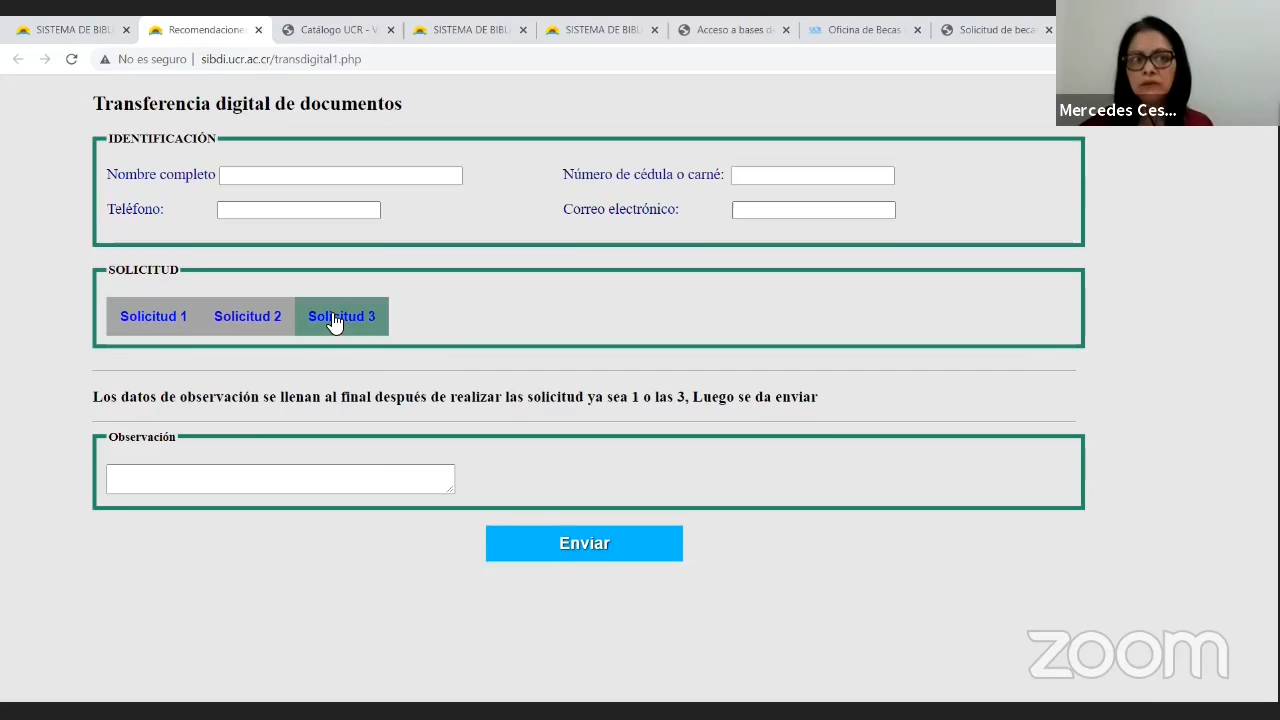 SISTEMA DE BIBL
Recomendacione
Catálogo UCR - V
SISTEMA DE BIBL
SISTEMA DE BIBL
Acceso a bases d
Oficina de Becas
Solicitud de beca
No es seguro | sibdi.ucr.ac.cr/transdigital1.php
Mercedes Ces...
Transferencia digital de documentos
IDENTIFICACIÓN
Nombre completo
Número de cédula o carné:
Teléfono:
Correo electrónico:
SOLICITUD
Solicitud 1
Solicitud 2
Solicitud 3
Los datos de observación se llenan al final después de realizar las solicitud ya sea 1 o las 3, Luego se da enviar
Observación
Enviar
zoom